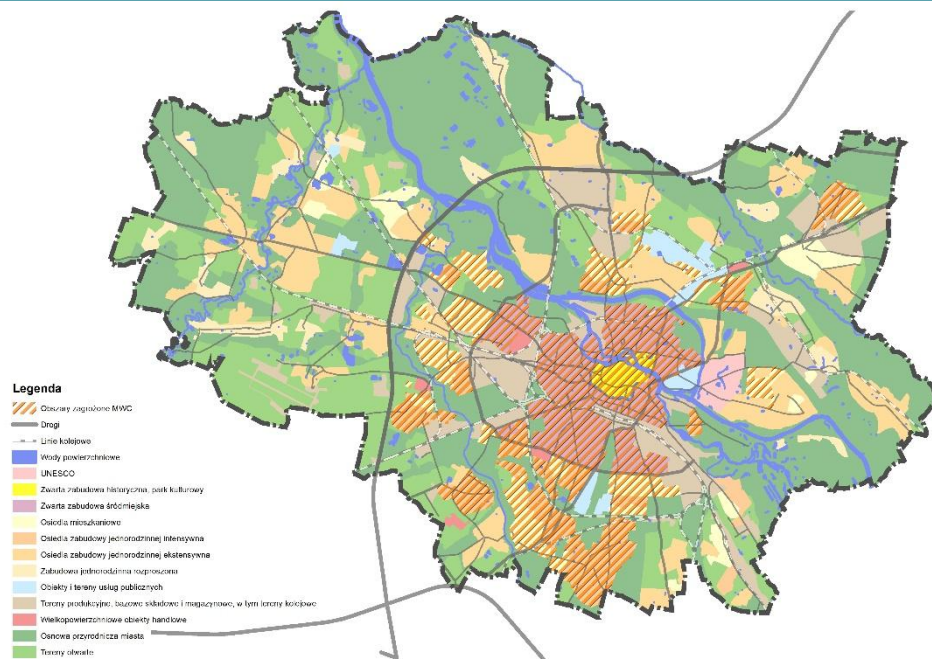 Legenda
Obszary zagrożone MWC
Drogi
Linie kolejowe
Wody powierzchniowe
UNESCO
Zwarta zabudowa historyczna, park kulturowy
Zwarta zabudowa śródmiejska
Osiedla mieszkaniowe
Osiedla zabudowy jednorodzinnej intensywna
Osiedla zabudowy jednorodzinnej ekstensywna
Zabudowa jednorodzinna rozproszona
Obiekty i tereny usług publicznych
Tereny produkcyjne, bazowe składowe i magazynowe, w tym tereny kolejowe
Wielkopowierzchniowe obiekty handlowe
Osnowa przyrodnicza miasta
Tereny otwarte